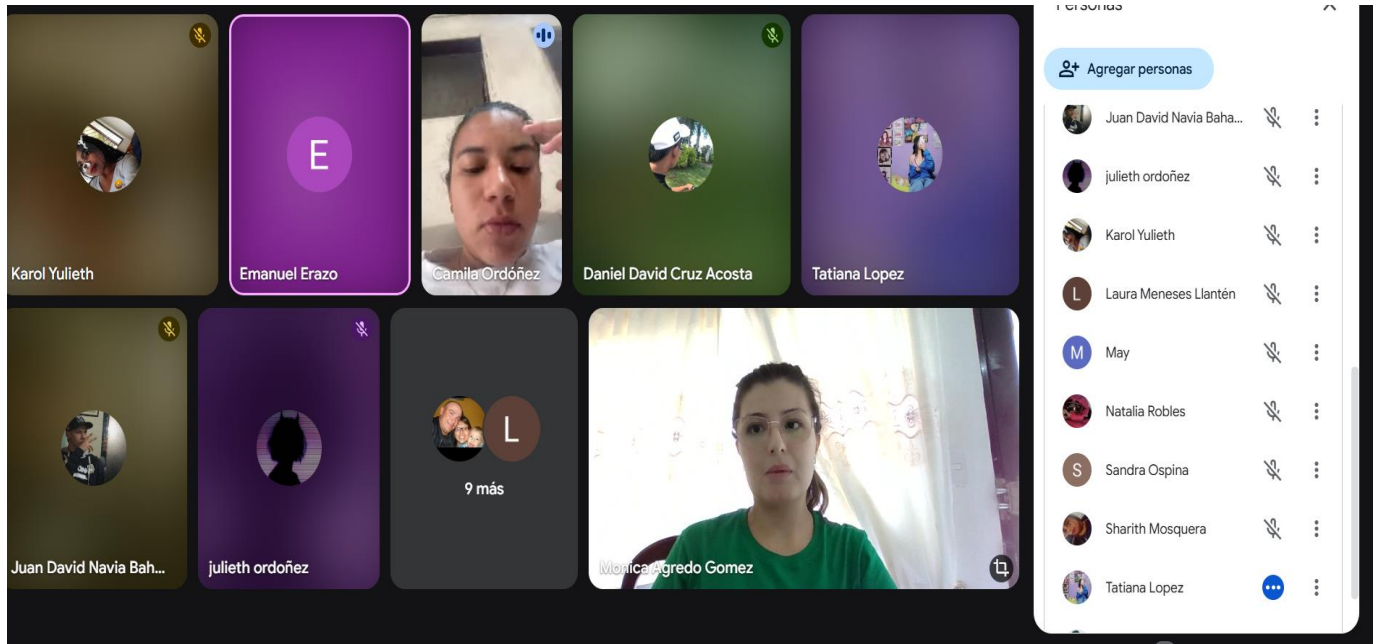 Karol Yulieth
E
Emanuel Erazo
Camila Ordóñez
Daniel David Cruz Acosta
Tatiana Lopez
Juan David Navia Bah...
julieth ordoñez
L
9 más
Monica Agredo Gomez
Personas
Agregar personas
Juan David Navia Baha...
julieth ordoñez
Karol Yulieth
L Laura Meneses Llantén
M May
Natalia Robles
S Sandra Ospina
Sharith Mosquera
Tatiana Lopez